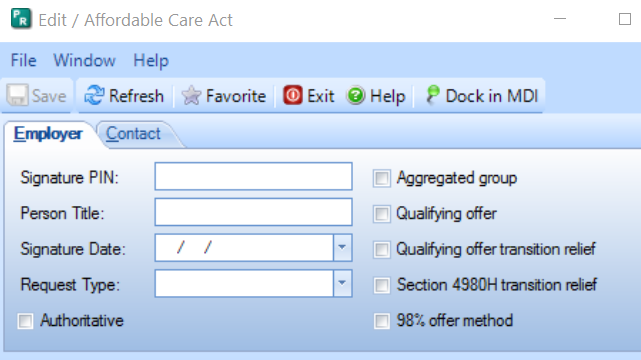 PR Edit / Affordable Care Act
File Window Help
Save Refresh Favorite Exit Help Dock in MDI
Employer Contact
Signature PIN: Aggregated group
Person Title: Qualifying offer
Signature Date: / / Qualifying offer transition relief
Request Type: Section 4980H transition relief
Authoritative 98% offer method